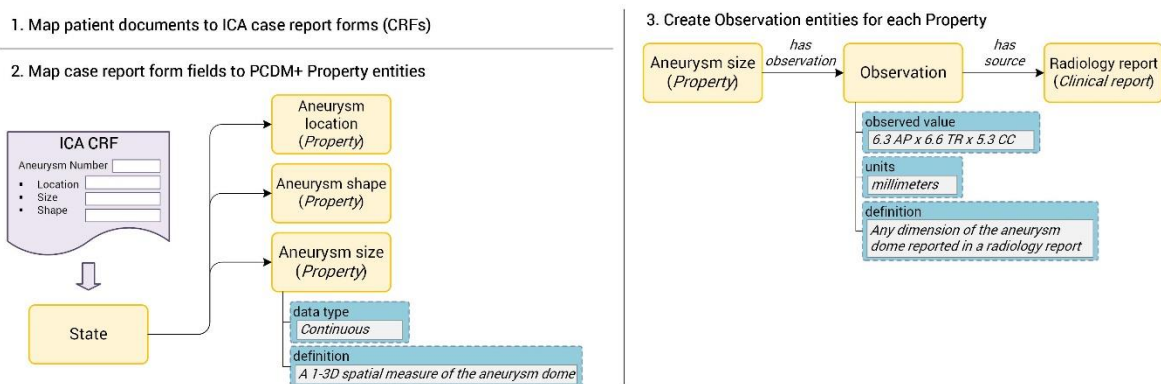 1. Map patient documents to ICA case report forms (CRFs)
2. Map case report form fields to PCDM+ Property entities
ICA CRF
Aneurysm Number
▪ Location
▪ Size
▪ Shape
State
Aneurysm
location
(Property)
Aneurysm shape
(Property)
Aneurysm size
(Property)
data type
Continuous
definition
A 1-3D spatial measure of the aneurysm dome
3. Create Observation entities for each Property
Aneurysm size
(Property)
has
observation
Observation
has
source
Radiology report
(Clinical report)
observed value
6.3 AP x 6.6 TR x 5.3 CC
units
millimeters
definition
Any dimension of the aneurysm
dome reported in a radiology report